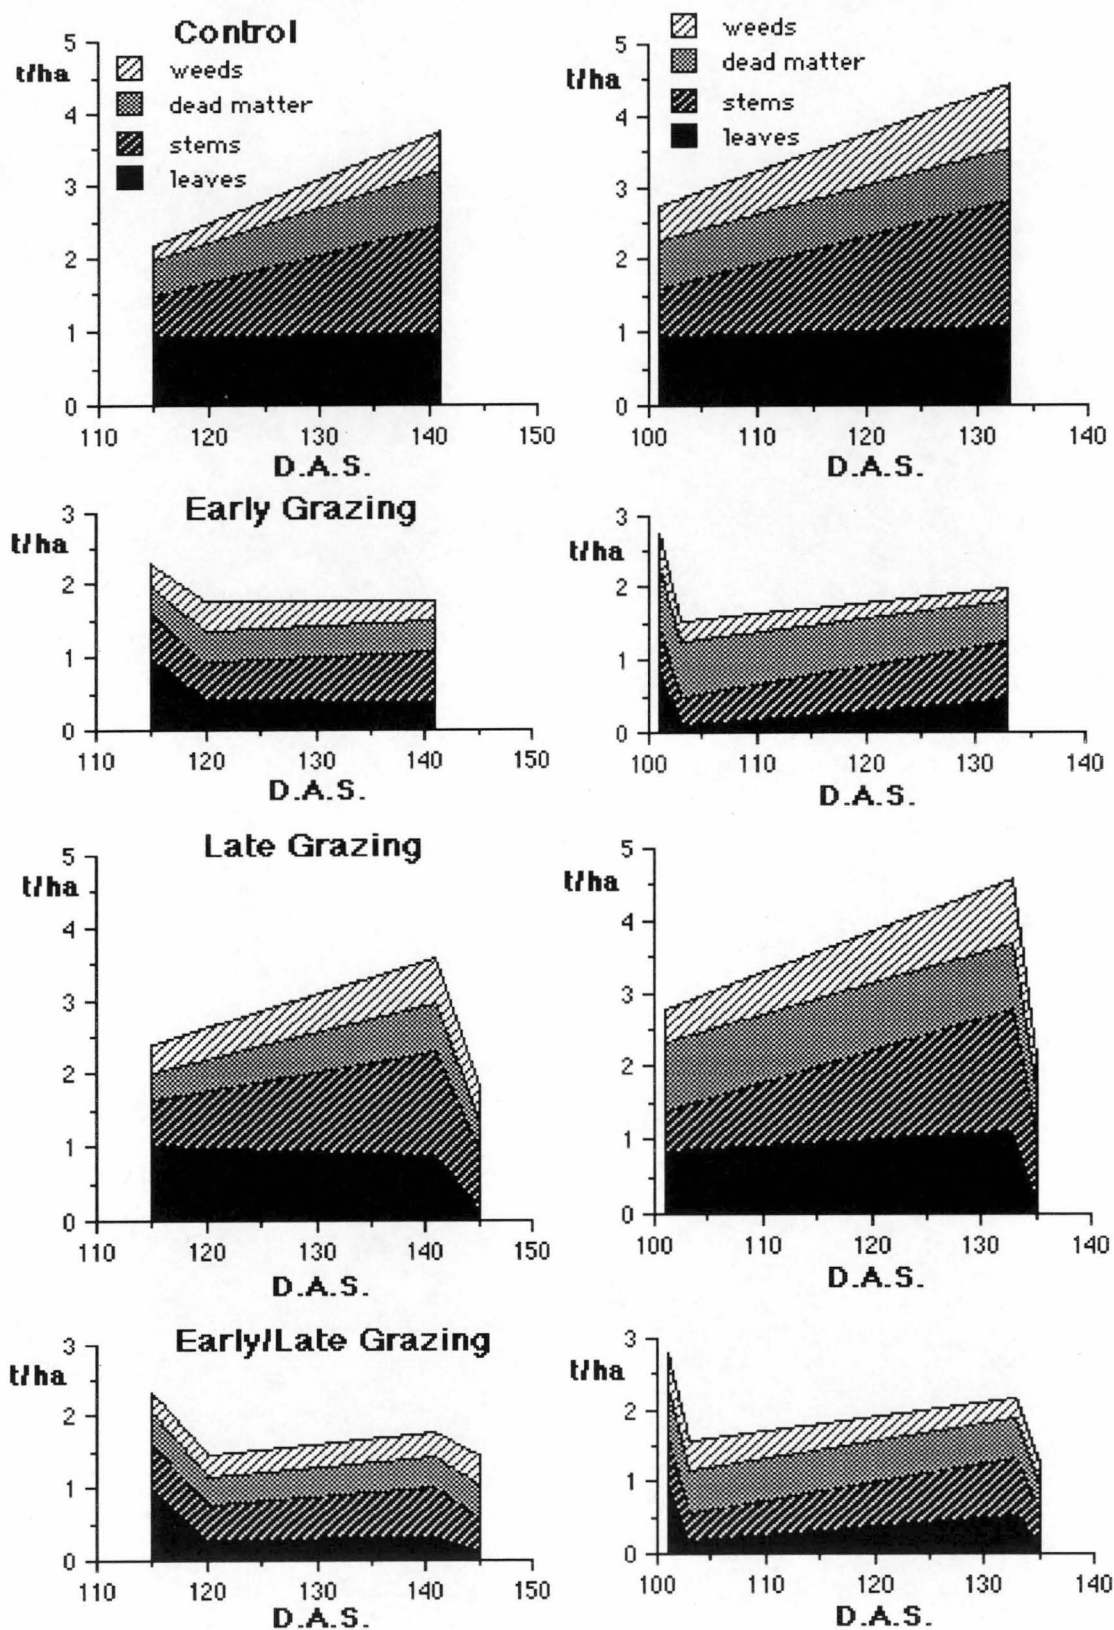 Control
5
t/ha
4
3
2
1
0
weeds
dead matter
stems
leaves
110 120 130 140 150
D.A.S.
5
t/ha
4
3
2
1
0
weeds
dead matter
stems
leaves
100 110 120 130 140
D.A.S.
Early Grazing
3
t/ha
2
1
0
110 120 130 140 150
D.A.S.
3
t/ha
2
1
0
100 110 120 130 140
D.A.S.
Late Grazing
5
t/ha
4
3
2
1
0
110 120 130 140 150
D.A.S.
5
t/ha
4
3
2
1
0
100 110 120 130 140
D.A.S.
Early/Late Grazing
3
t/ha
2
1
0
110 120 130 140 150
D.A.S.
3
t/ha
2
1
0
100 110 120 130 140
D.A.S.